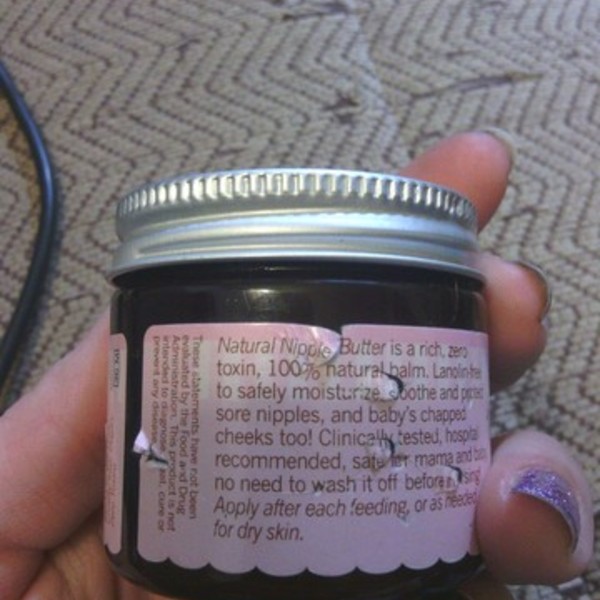 Natural Nipple Butter is a rich, zero
toxin, 100% natural balm. Lanolin-free
to safely moisturize, soothe and protect
sore nipples, and baby's chapped
cheeks too! Clinically tested, hospital
recommended, safe for mama and baby
no need to wash it off before nursing!
Apply after each feeding, or as needed
for dry skin.
These statements have not been
evaluated by the Food and Drug
Administration. This product is not
intended to diagnose, treat, cure or
prevent any disease.